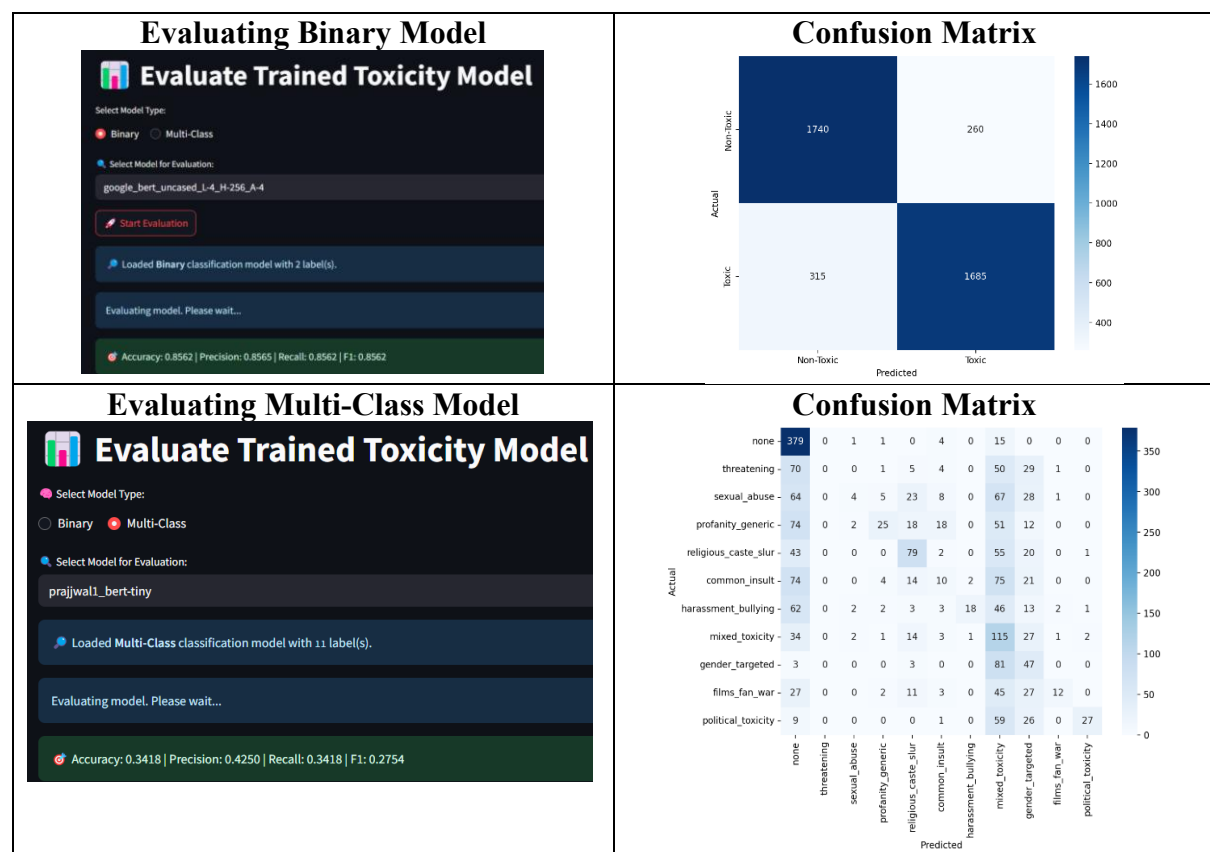 Evaluating Binary Model
Evaluate Trained Toxicity Model
Select Model Type:
Binary Multi-Class
Select Model for Evaluation:
google_bert_uncased_L-4_H-256_A-4
Start Evaluation
Loaded Binary classification model with 2 label(s).
Evaluating model. Please wait...
Accuracy: 0.8562 | Precision: 0.8565 | Recall: 0.8562 | F1: 0.8562
Confusion Matrix
Actual
Non-Toxic 1740 260
Toxic 315 1685
Non-Toxic Toxic
Predicted
1600
1400
1200
1000
800
600
400
Evaluating Multi-Class Model
Evaluate Trained Toxicity Model
Select Model Type:
Binary Multi-Class
Select Model for Evaluation:
prajjwal1_bert-tiny
Loaded Multi-Class classification model with 11 label(s).
Evaluating model. Please wait...
Accuracy: 0.3418 | Precision: 0.4250 | Recall: 0.3418 | F1: 0.2754
Confusion Matrix
Actual
none 379 0 1 1 0 4 0 15 0 0 0
threatening 70 0 0 1 5 4 0 50 29 1 0
sexual_abuse 64 0 4 5 23 8 0 67 28 1 0
profanity_generic 74 0 2 25 18 18 0 51 12 0 0
religious_caste_slur 43 0 0 0 79 2 0 55 20 0 1
common_insult 74 0 0 4 14 10 2 75 21 0 0
harassment_bullying 62 0 2 2 3 3 18 46 13 2 1
mixed_toxicity 34 0 2 1 14 3 1 115 27 1 2
gender_targeted 3 0 0 0 3 0 0 81 47 0 0
films_fan_war 27 0 0 2 11 3 0 45 27 12 0
political_toxicity 9 0 0 0 0 1 0 59 26 0 27
none threatening sexual_abuse profanity_generic religious_caste_slur common_insult harassment_bullying mixed_toxicity gender_targeted films_fan_war political_toxicity
Predicted
350
300
250
200
150
100
50
0